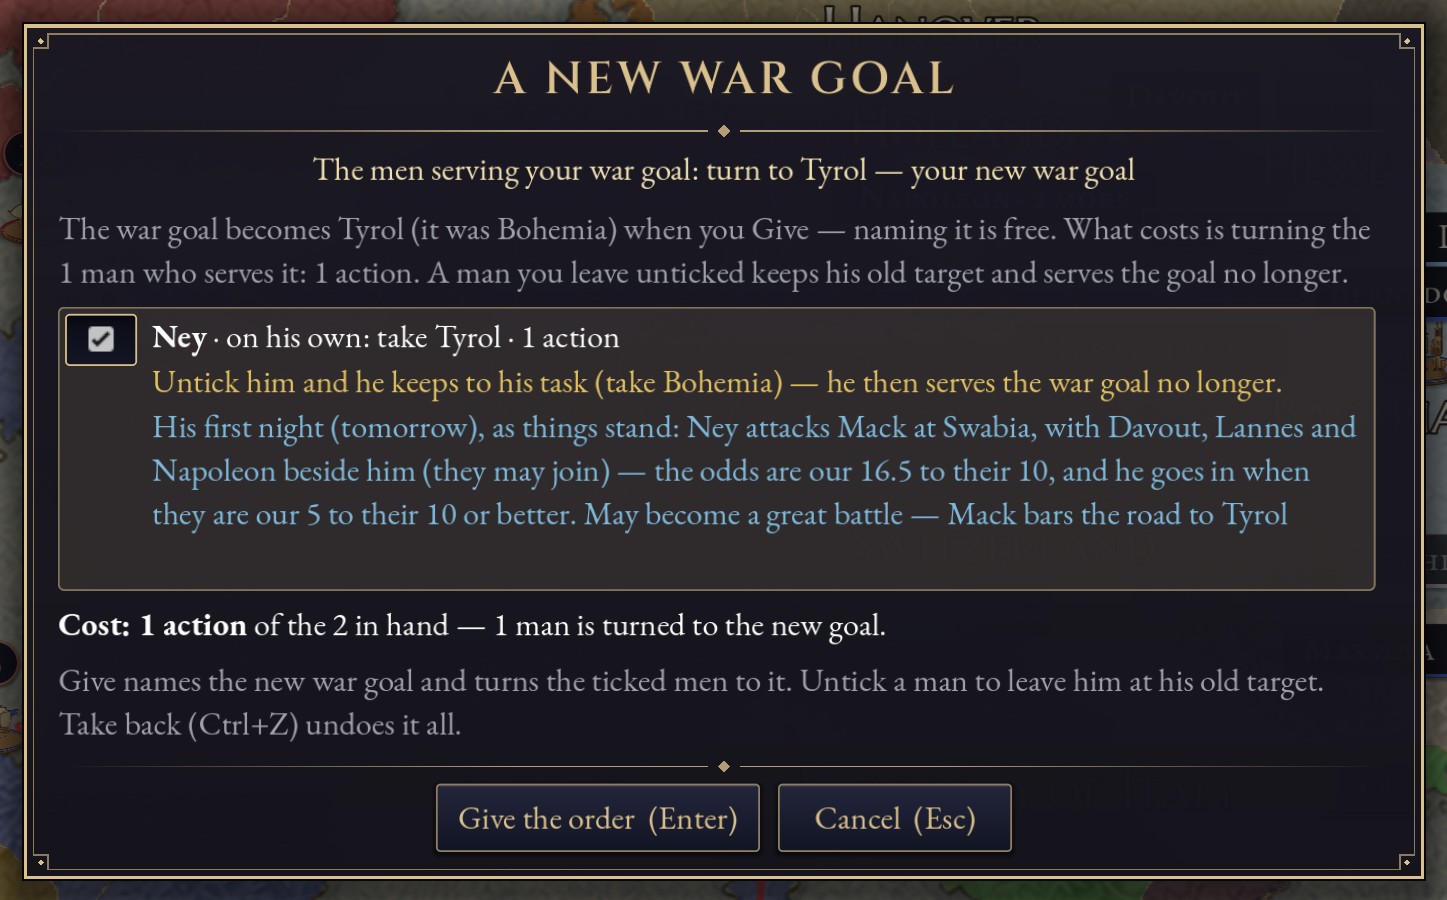 HANOVER
A NEW WAR GOAL
The men serving your war goal: turn to Tyrol — your new war goal
The war goal becomes Tyrol (it was Bohemia) when you Give — naming it is free. What costs is turning the
1 man who serves it: 1 action. A man you leave unticked keeps his old target and serves the goal no longer.
Ney · on his own: take Tyrol · 1 action
Untick him and he keeps to his task (take Bohemia) — he then serves the war goal no longer.
His first night (tomorrow), as things stand: Ney attacks Mack at Swabia, with Davout, Lannes and
Napoleon beside him (they may join) — the odds are our 16.5 to their 10, and he goes in when
they are our 5 to their 10 or better. May become a great battle — Mack bars the road to Tyrol
Cost: 1 action of the 2 in hand — 1 man is turned to the new goal.
Give names the new war goal and turns the ticked men to it. Untick a man to leave him at his old target.
Take back (Ctrl+Z) undoes it all.
Give the order (Enter)
Cancel (Esc)